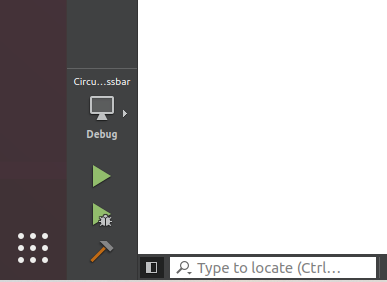 Circu...ssbar
Debug
Type to locate (Ctrl...